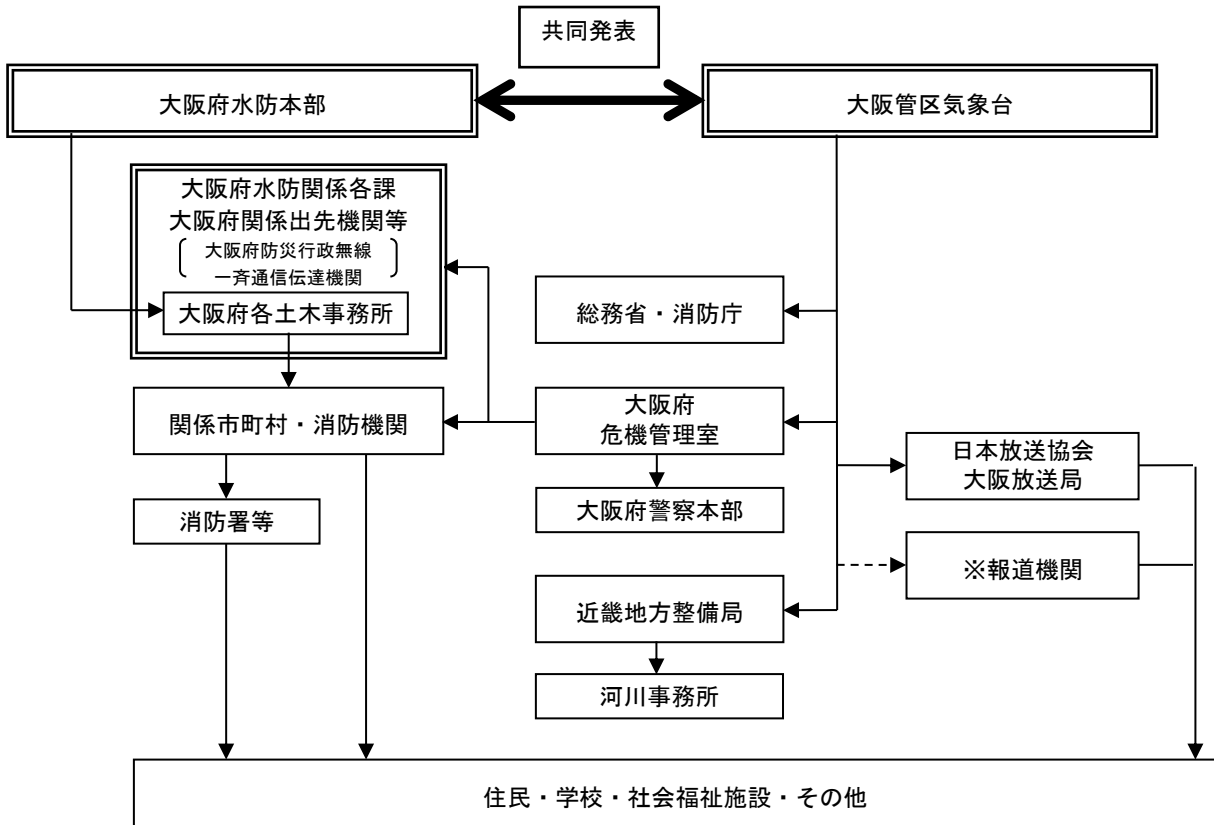 共同発表
大阪府水防本部
大阪管区気象台
大阪府水防関係各課
大阪府関係出先機関等
大阪府防災行政無線
一斉通信伝達機関
大阪府各土木事務所
総務省・消防庁
関係市町村・消防機関
大阪府
危機管理室
日本放送協会
大阪放送局
消防署等
大阪府警察本部
※報道機関
近畿地方整備局
河川事務所
住民・学校・社会福祉施設・その他